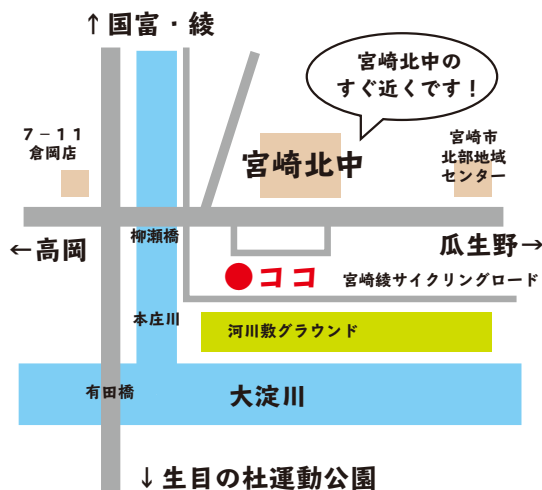 ↑国富・綾
宮崎北中の
すぐ近くです！
７−１１
倉岡店
宮崎北中
宮崎市
北部地域
センター
←高岡
柳瀬橋
瓜生野→
ココ
宮崎綾サイクリングロード
本庄川
河川敷グラウンド
有田橋
大淀川
↓生目の杜運動公園